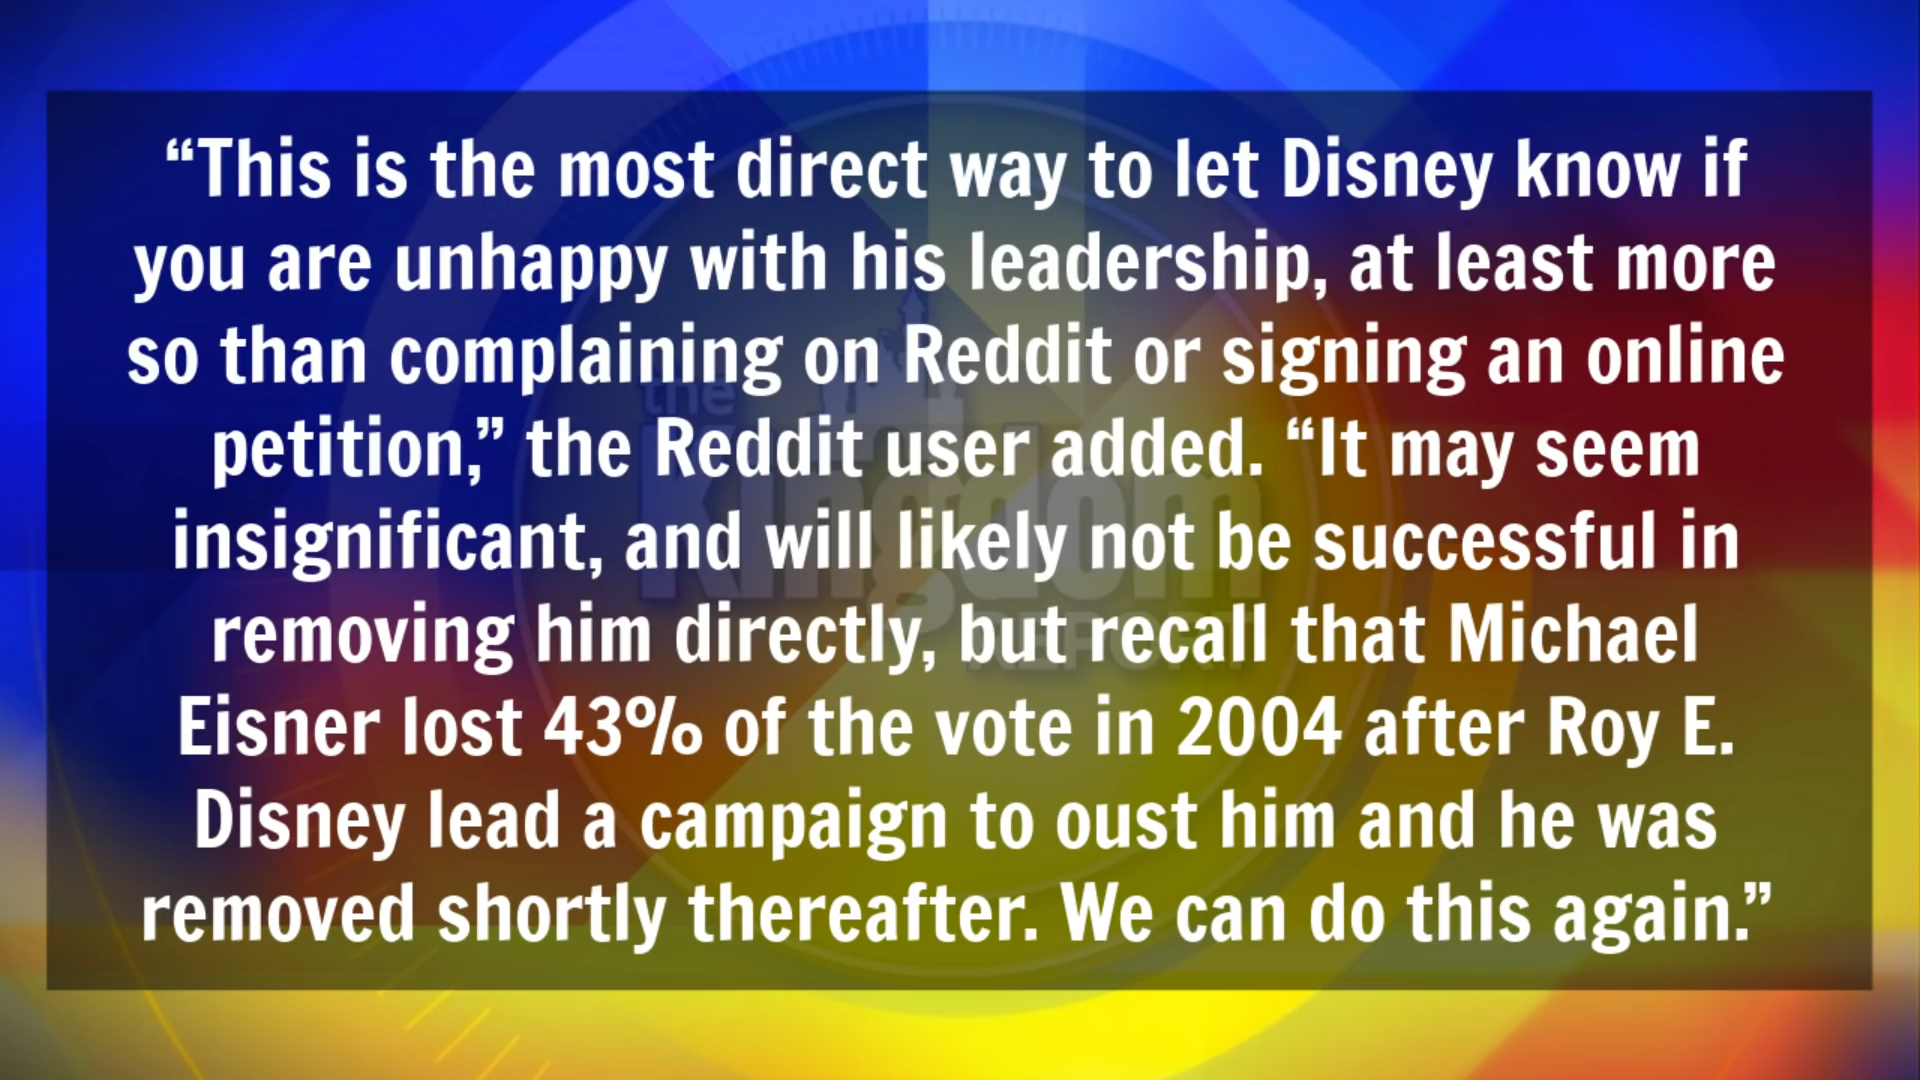 “This is the most direct way to let Disney know if
you are unhappy with his leadership, at least more
so than complaining on Reddit or signing an online
petition,” the Reddit user added. “It may seem
insignificant, and will likely not be successful in
removing him directly, but recall that Michael
Eisner lost 43% of the vote in 2004 after Roy E.
Disney lead a campaign to oust him and he was
removed shortly thereafter. We can do this again.”
the
Kingdom
REPORT